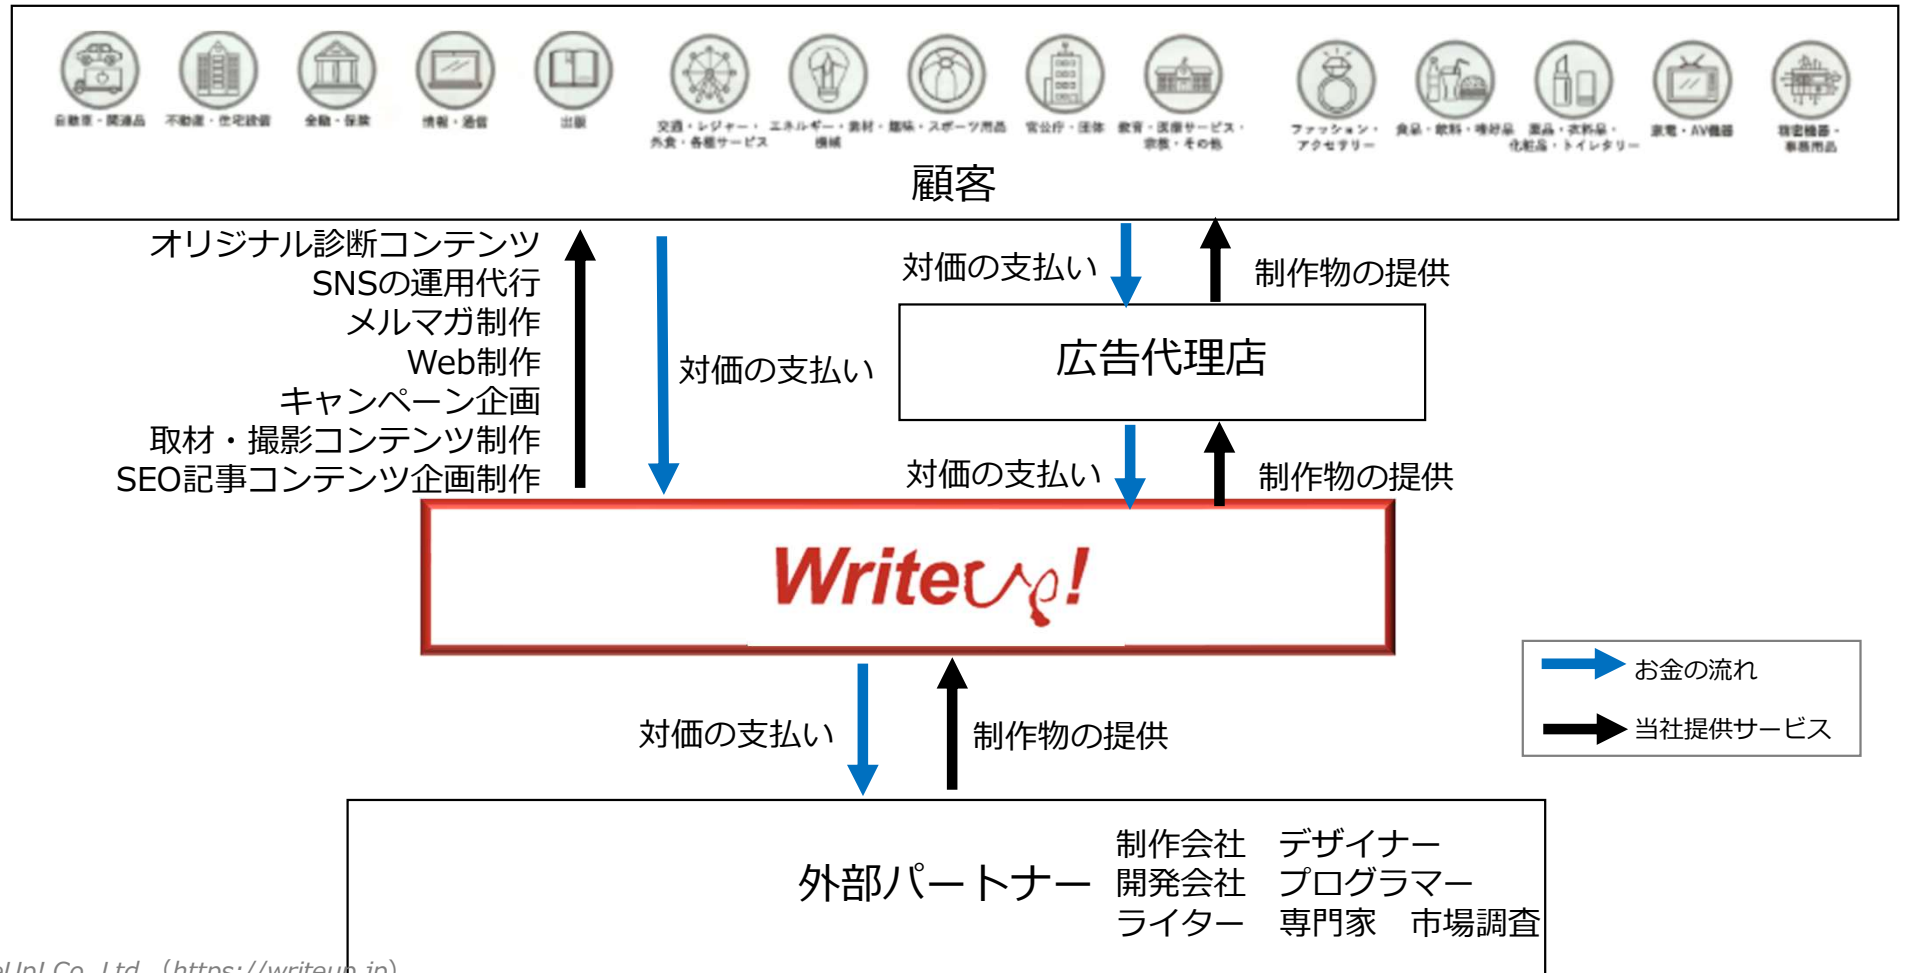 自動車・関連品
不動産・住宅設備
金融・保険
情報・通信
出版
交通・レジャー・
外食・各種サービス
エネルギー・素材・
機械
趣味・スポーツ用品
官公庁・団体
教育・医療サービス・
宗教・その他
ファッション・
アクセサリー
食品・飲料・嗜好品
薬品・衣料品・
化粧品・トイレタリー
家電・AV機器
精密機器・
事務用品
顧客
オリジナル診断コンテンツ
SNSの運用代行
メルマガ制作
Web制作
キャンペーン企画
取材・撮影コンテンツ制作
SEO記事コンテンツ企画制作
対価の支払い
対価の支払い
制作物の提供
広告代理店
対価の支払い
制作物の提供
WriteUp!
対価の支払い
制作物の提供
お金の流れ
当社提供サービス
外部パートナー
制作会社　デザイナー
開発会社　プログラマー
ライター　専門家　市場調査
eUp! Co.,Ltd.（https://writeup.jp）